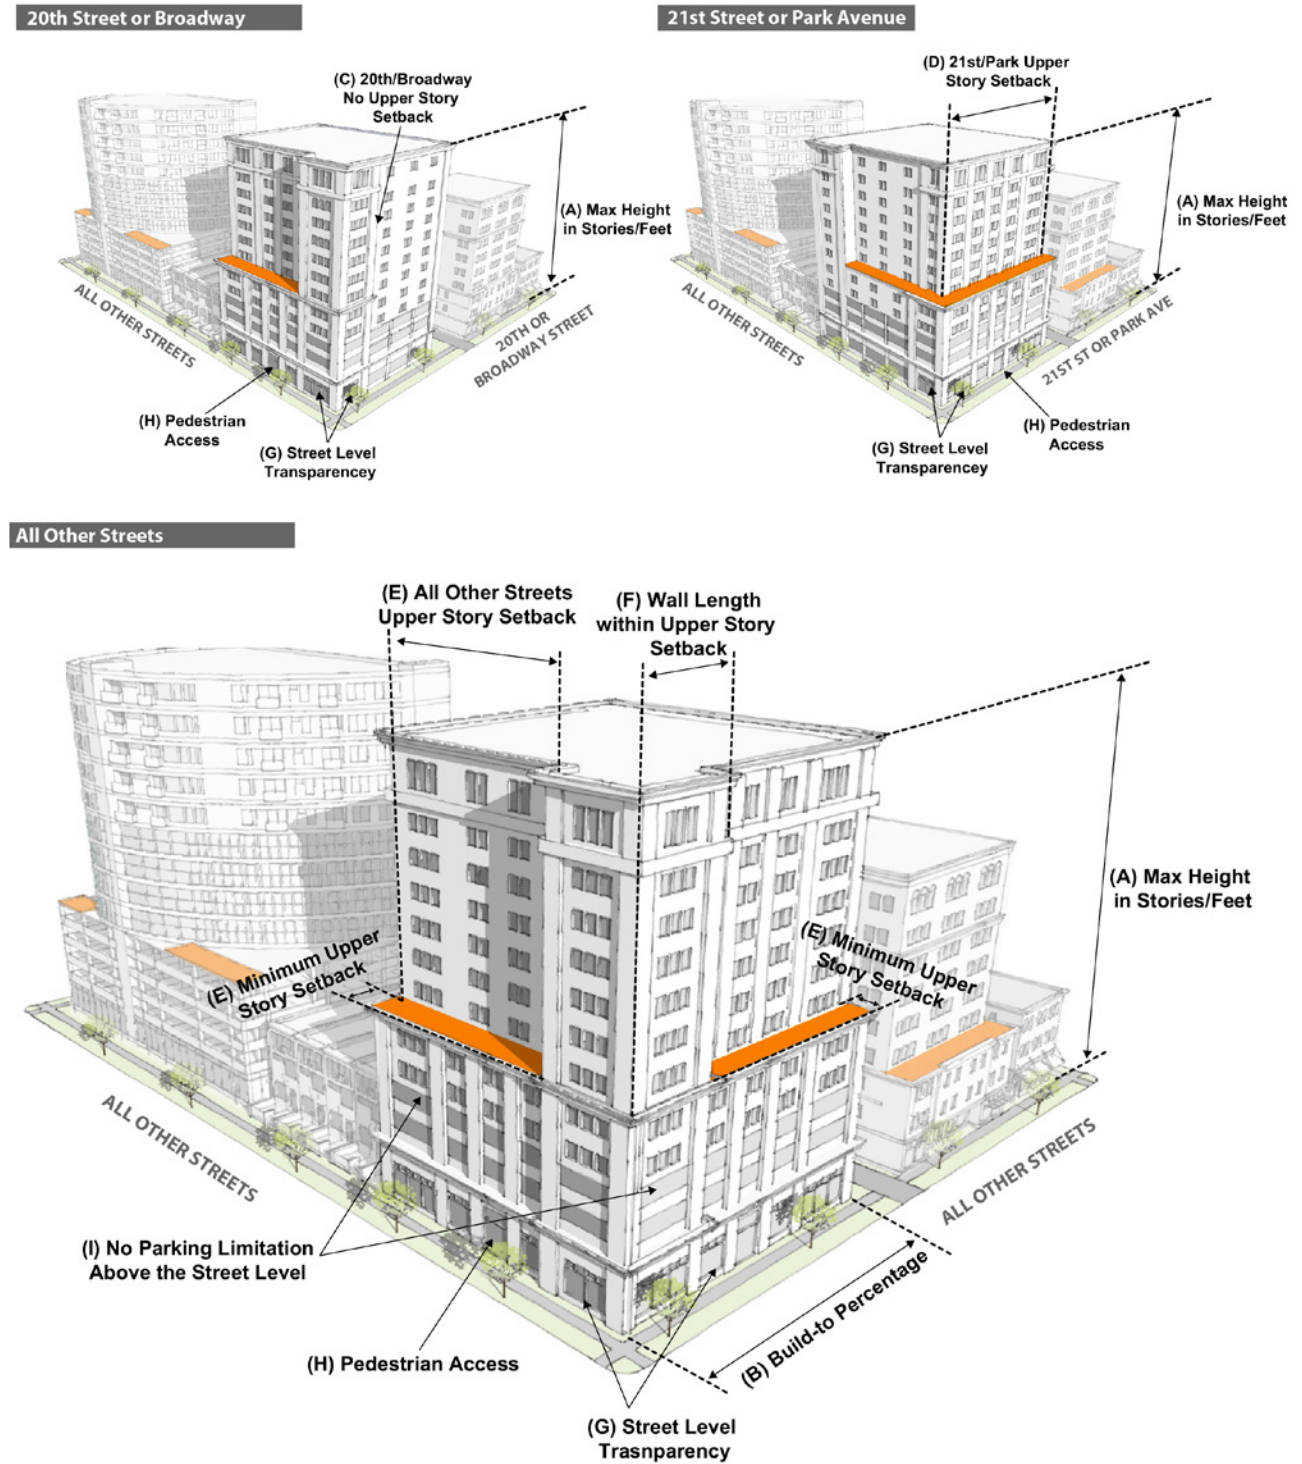 20th Street or Broadway
(C) 20th/Broadway
No Upper Story
Setback
(A) Max Height
in Stories/Feet
ALL OTHER STREETS
20TH OR
BROADWAY STREET
(H) Pedestrian
Access
(G) Street Level
Transparencey
21st Street or Park Avenue
(D) 21st/Park Upper
Story Setback
(A) Max Height
in Stories/Feet
ALL OTHER STREETS
21ST ST OR PARK AVE
(H) Pedestrian
Access
(G) Street Level
Transparencey
All Other Streets
(E) All Other Streets
Upper Story Setback
(F) Wall Length
within Upper Story
Setback
(A) Max Height
in Stories/Feet
(E) Minimum Upper
Story Setback
(E) Minimum Upper
Story Setback
ALL OTHER STREETS
ALL OTHER STREETS
(I) No Parking Limitation
Above the Street Level
(B) Build-to Percentage
(H) Pedestrian Access
(G) Street Level
Trasnparency